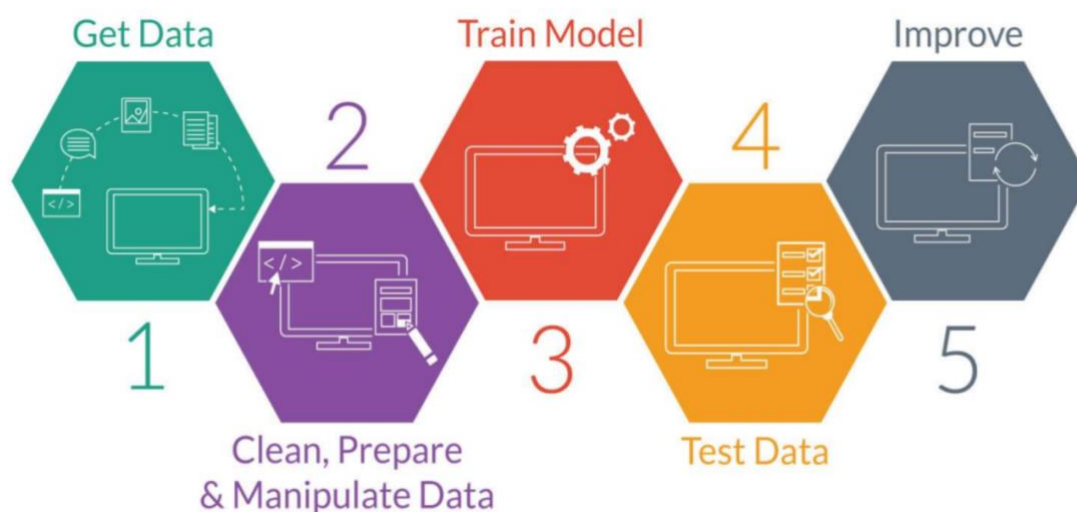 Get Data
1
</>
2
</>
Clean, Prepare
& Manipulate Data
Train Model
3
4
Test Data
Improve
5